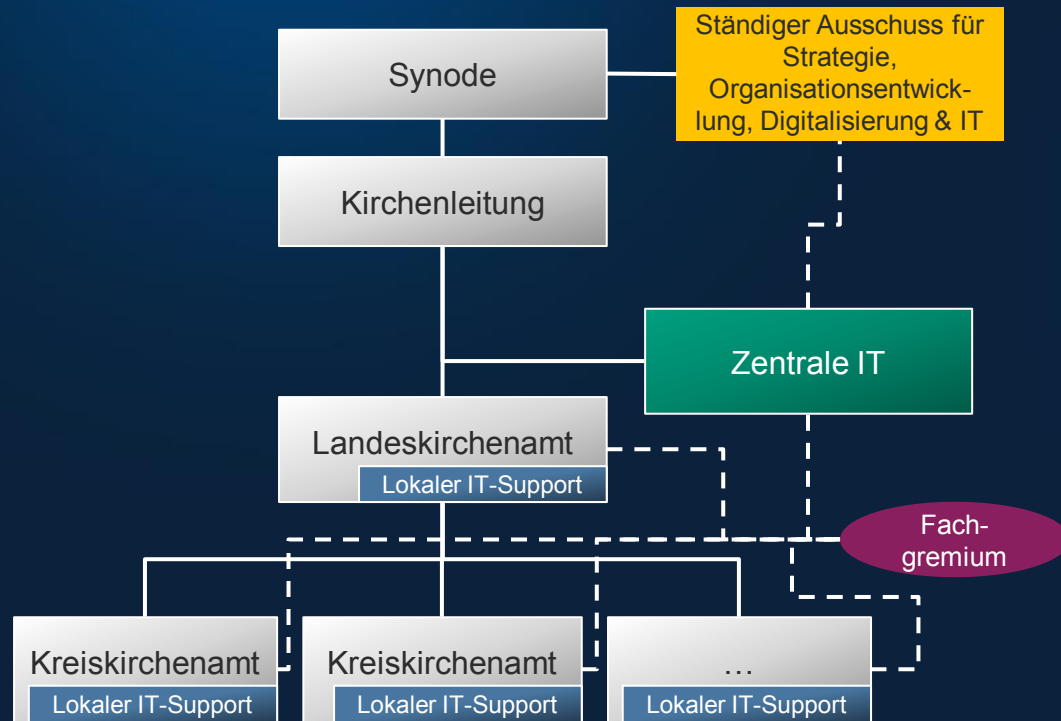 Synode
Ständiger Ausschuss für
Strategie,
Organisationsentwick-
lung, Digitalisierung & IT
Kirchenleitung
Zentrale IT
Landeskirchenamt
Lokaler IT-Support
Fach-
gremium
Kreiskirchenamt
Lokaler IT-Support
Kreiskirchenamt
Lokaler IT-Support
...
Lokaler IT-Support